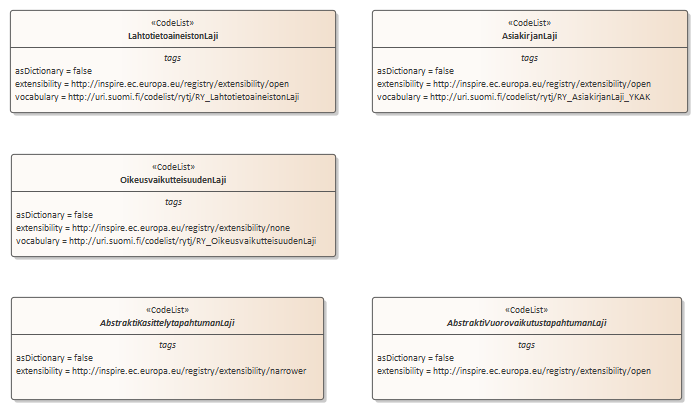 «CodeList»
LahtotietoaineistonLaji
tags
asDictionary = false
extensibility = http://inspire.ec.europa.eu/registry/extensibility/open
vocabulary = http://uri.suomi.fi/codelist/rytj/RY_LahtotietoaineistonLaji
«CodeList»
AsiakirjanLaji
tags
asDictionary = false
extensibility = http://inspire.ec.europa.eu/registry/extensibility/open
vocabulary = http://uri.suomi.fi/codelist/rytj/RY_AsiakirjanLaji_YKAK
«CodeList»
OikeusvaikutteisuudenLaji
tags
asDictionary = false
extensibility = http://inspire.ec.europa.eu/registry/extensibility/none
vocabulary = http://uri.suomi.fi/codelist/rytj/RY_OikeusvaikutteisuudenLaji
«CodeList»
AbstraktiKasittelytapahtumanLaji
tags
asDictionary = false
extensibility = http://inspire.ec.europa.eu/registry/extensibility/narrower
«CodeList»
AbstraktiVuorovaikutustapahtumanLaji
tags
asDictionary = false
extensibility = http://inspire.ec.europa.eu/registry/extensibility/open